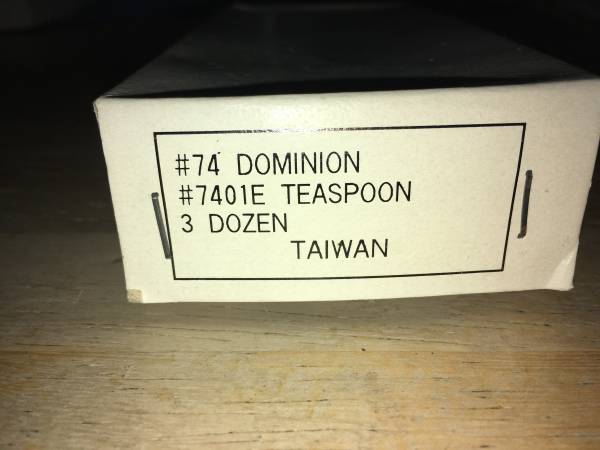 #74 DOMINION
#7401E TEASPOON
3 DOZEN
TAIWAN